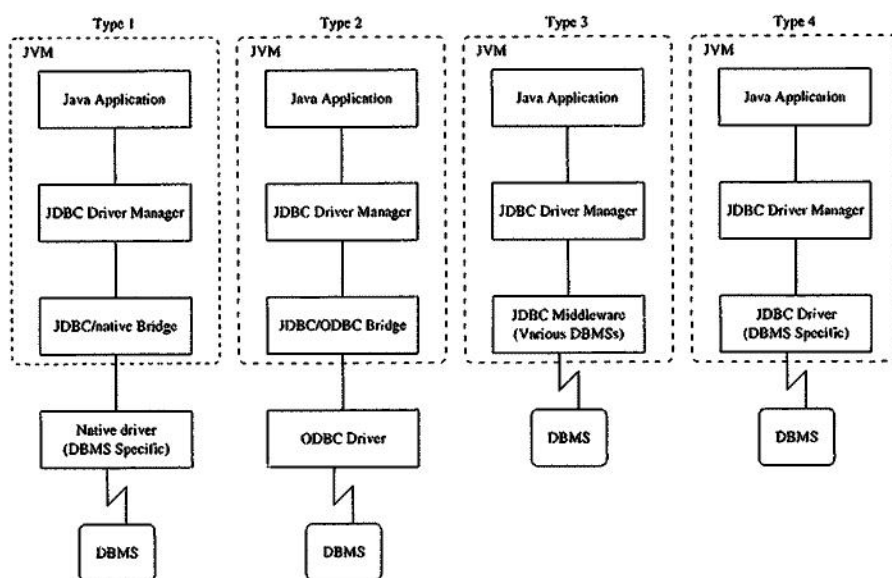 Type 1
Type 2
Type 3
Type 4
JVM
JVM
JVM
JVM
Java Application
Java Application
Java Application
Java Application
JDBC Driver Manager
JDBC Driver Manager
JDBC Driver Manager
JDBC Driver Manager
JDBC/native Bridge
JDBC/ODBC Bridge
JDBC Middleware
(Various DBMSs)
JDBC Driver
(DBMS Specific)
Native driver
(DBMS Specific)
ODBC Driver
DBMS
DBMS
DBMS
DBMS